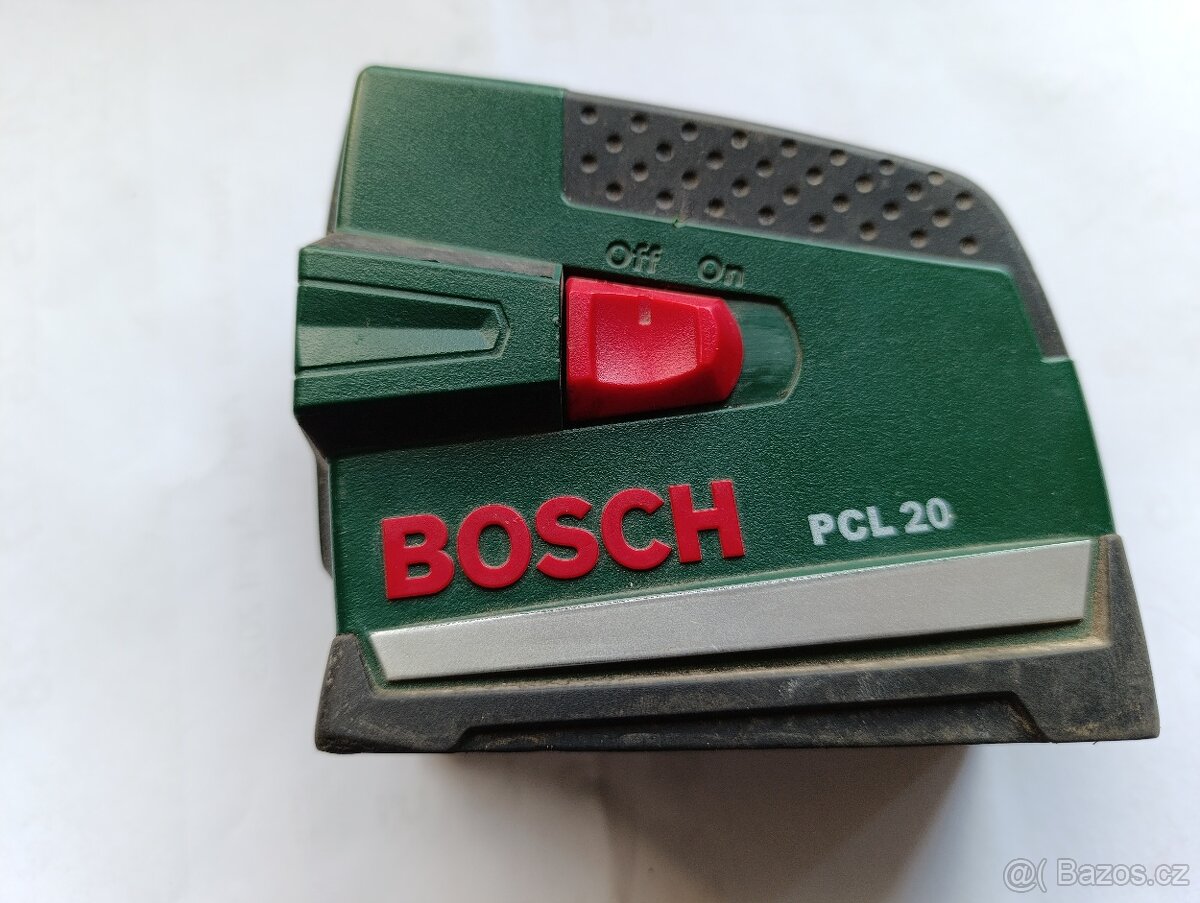 Off On
BOSCH PCL 20
@( Bazos.cz